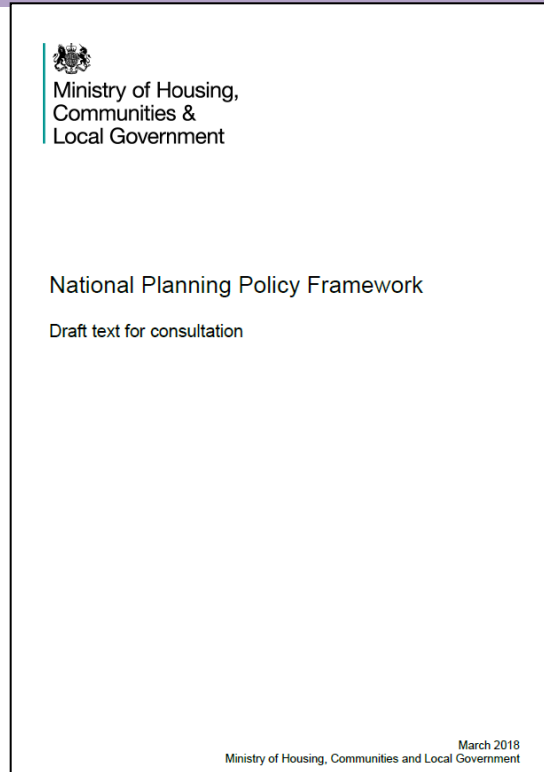 Ministry of Housing,
Communities &
Local Government
National Planning Policy Framework
Draft text for consultation
March 2018
Ministry of Housing, Communities and Local Government